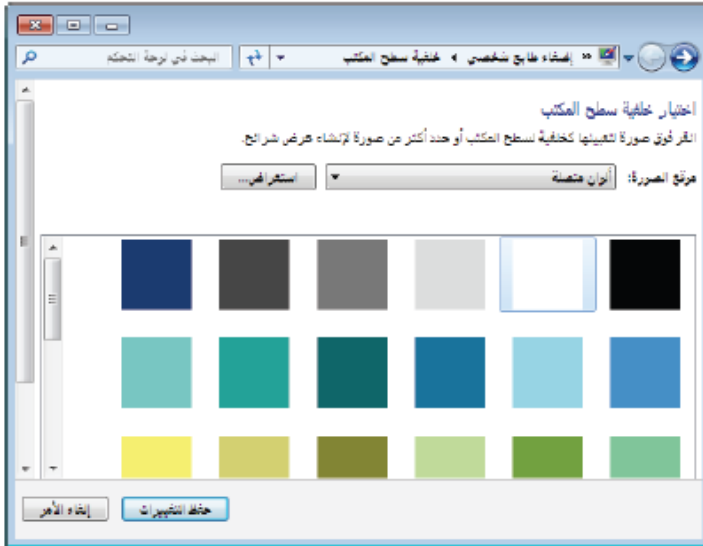 « إضفاء طابع شخصي ‹ خلفية سطح المكتب
البحث في لوحة التحكم
اختيار خلفية سطح المكتب
انقر فوق صورة لتعيينها كخلفية لسطح المكتب أو حدد أكثر من صورة لإنشاء عرض شرائح.
موقع الصورة: ألوان متصلة استعراض...
حفظ التغييرات إلغاء الأمر